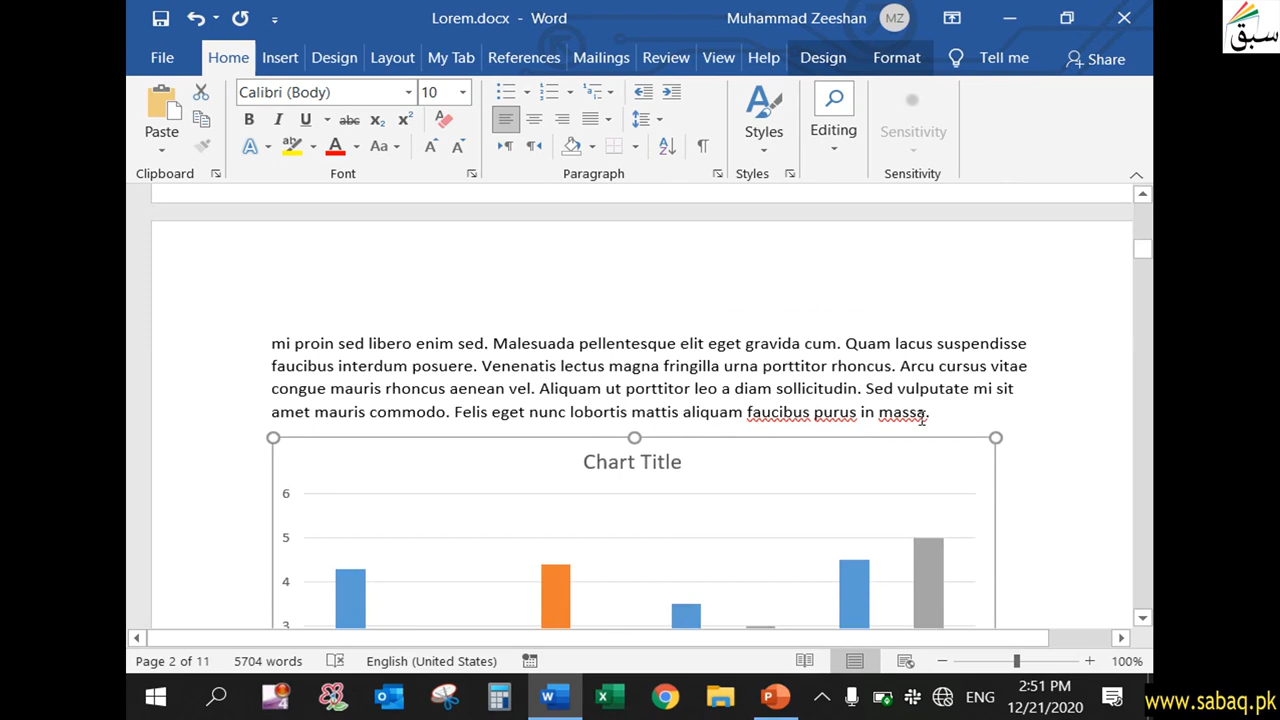 Lorem.docx - Word
Muhammad Zeeshan
MZ
سبق
File Home Insert Design Layout My Tab References Mailings Review View Help Design Format Tell me Share
Calibri (Body) 10
Paste
Styles
Editing
Sensitivity
Clipboard Font Paragraph Styles Sensitivity
mi proin sed libero enim sed. Malesuada pellentesque elit eget gravida cum. Quam lacus suspendisse
faucibus interdum posuere. Venenatis lectus magna fringilla urna porttitor rhoncus. Arcu cursus vitae
congue mauris rhoncus aenean vel. Aliquam ut porttitor leo a diam sollicitudin. Sed vulputate mi sit
amet mauris commodo. Felis eget nunc lobortis mattis aliquam faucibus purus in massa.
Chart Title
6
5
4
3
Page 2 of 11 5704 words English (United States) 100%
ENG
2:51 PM
12/21/2020
www.sabaq.pk